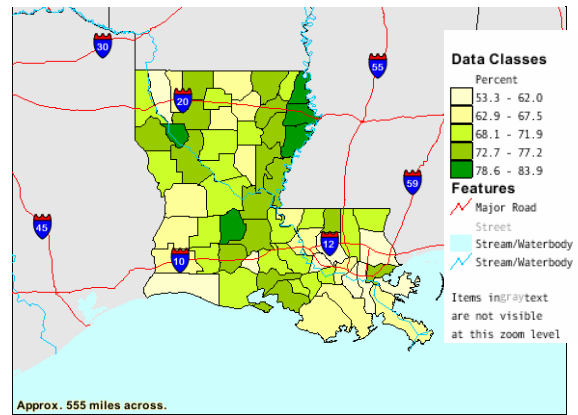 30
55
20
59
45
12
10
Data Classes
Percent
53.3 - 62.0
62.9 - 67.5
68.1 - 71.9
72.7 - 77.2
78.6 - 83.9
Features
Major Road
Street
Stream/Waterbody
Stream/Waterbody
Items in gray text
are not visible
at this zoom level
Approx. 555 miles across.